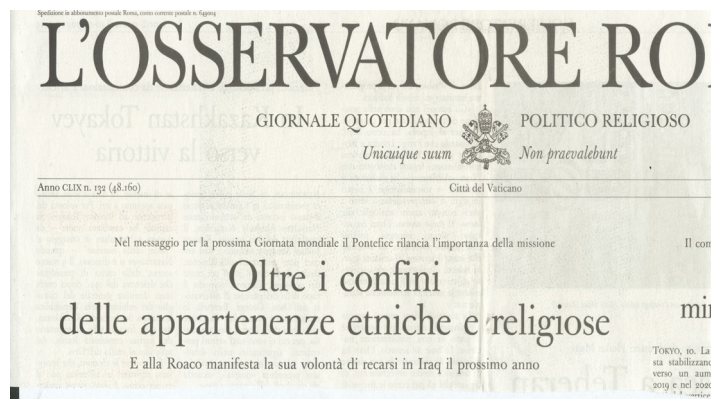 Spedizione in abbonamento postale Roma, conto corrente postale n. 649004
L'OSSERVATORE RO
GIORNALE QUOTIDIANO
POLITICO RELIGIOSO
Unicuique suum
Non praevalebunt
Anno CLIX n. 132 (48.160)
Città del Vaticano
Nel messaggio per la prossima Giornata mondiale il Pontefice rilancia l'importanza della missione
Oltre i confini
delle appartenenze etniche e religiose
E alla Roaco manifesta la sua volontà di recarsi in Iraq il prossimo anno
Il con
mi
TOKYO, 10. La
sta stabilizzand
verso un aum
2019 e nel 2020